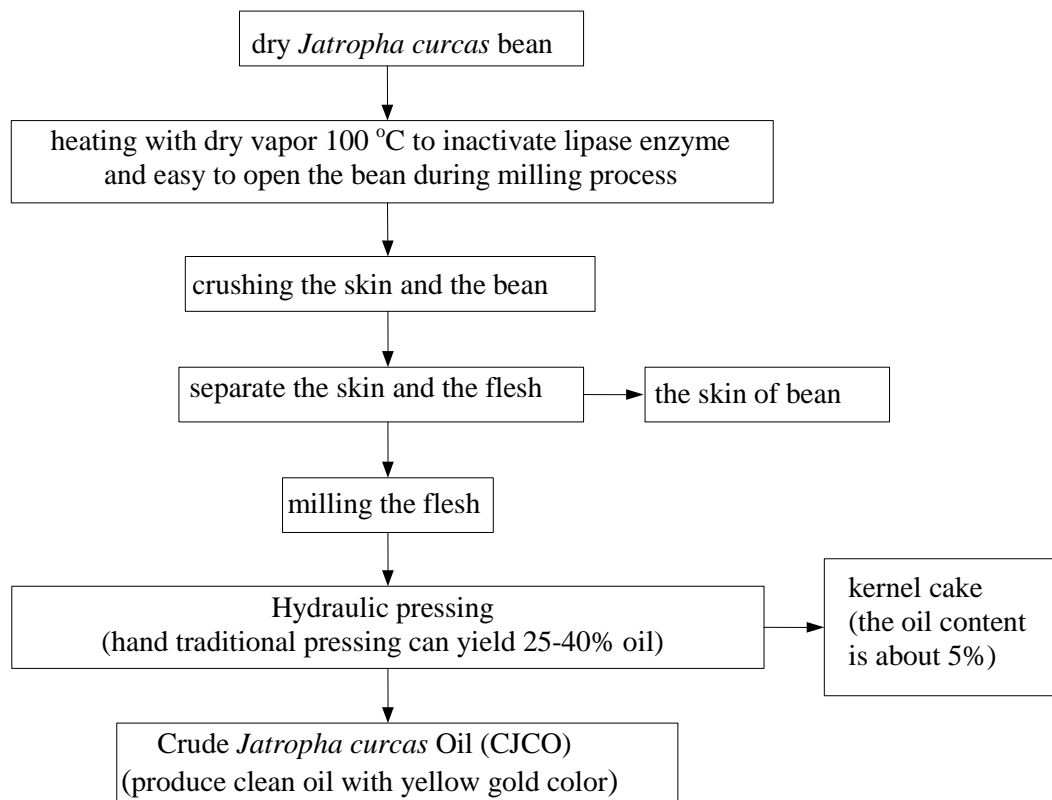 dry Jatropha curcas bean
heating with dry vapor 100 °C to inactivate lipase enzyme
and easy to open the bean during milling process
crushing the skin and the bean
separate the skin and the flesh
the skin of bean
milling the flesh
Hydraulic pressing
(hand traditional pressing can yield 25-40% oil)
kernel cake
(the oil content
is about 5%)
Crude Jatropha curcas Oil (CJCO)
(produce clean oil with yellow gold color)